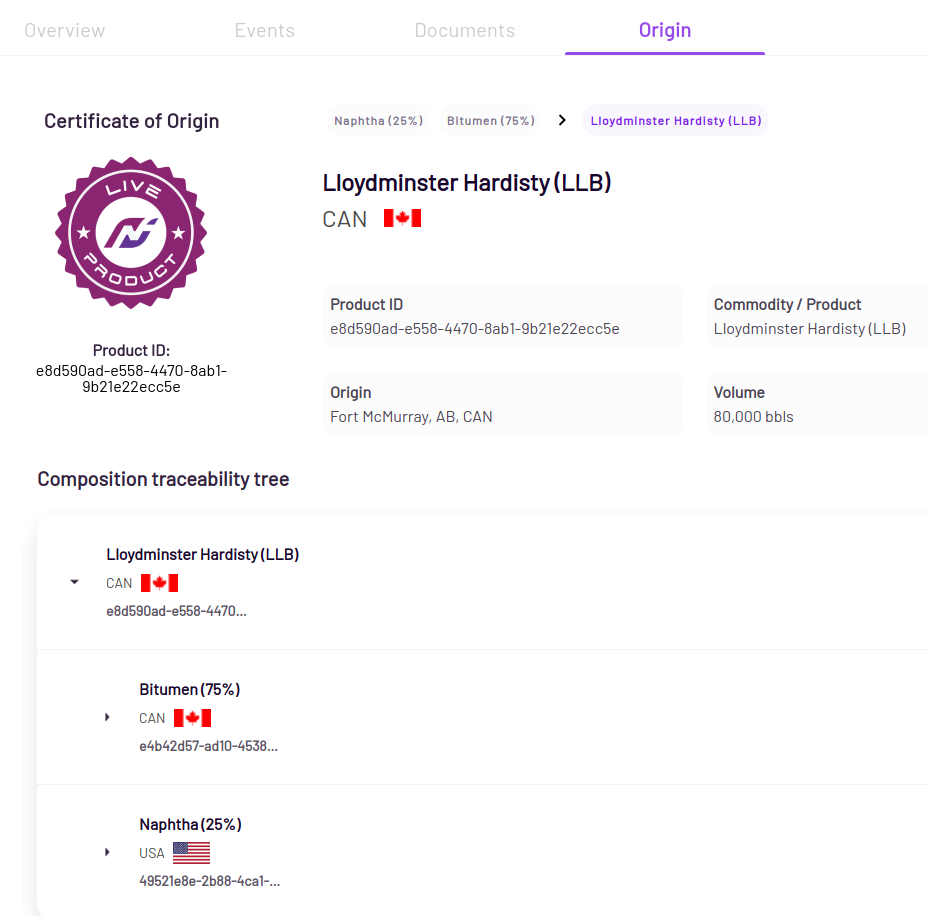 Overview
Events
Documents
Origin
Certificate of Origin
LIVE
PRODUCT
Product ID:
e8d590ad-e558-4470-8ab1-
9b21e22ecc5e
Naphtha (25%)
Bitumen (75%)
Lloydminster Hardisty (LLB)
Lloydminster Hardisty (LLB)
CAN
Product ID
e8d590ad-e558-4470-8ab1-9b21e22ecc5e
Commodity / Product
Lloydminster Hardisty (LLB)
Origin
Fort McMurray, AB, CAN
Volume
80,000 bbls
Composition traceability tree
Lloydminster Hardisty (LLB)
CAN
e8d590ad-e558-4470...
Bitumen (75%)
CAN
e4b42d57-ad10-4538...
Naphtha (25%)
USA
49521e8e-2b88-4ca1-...